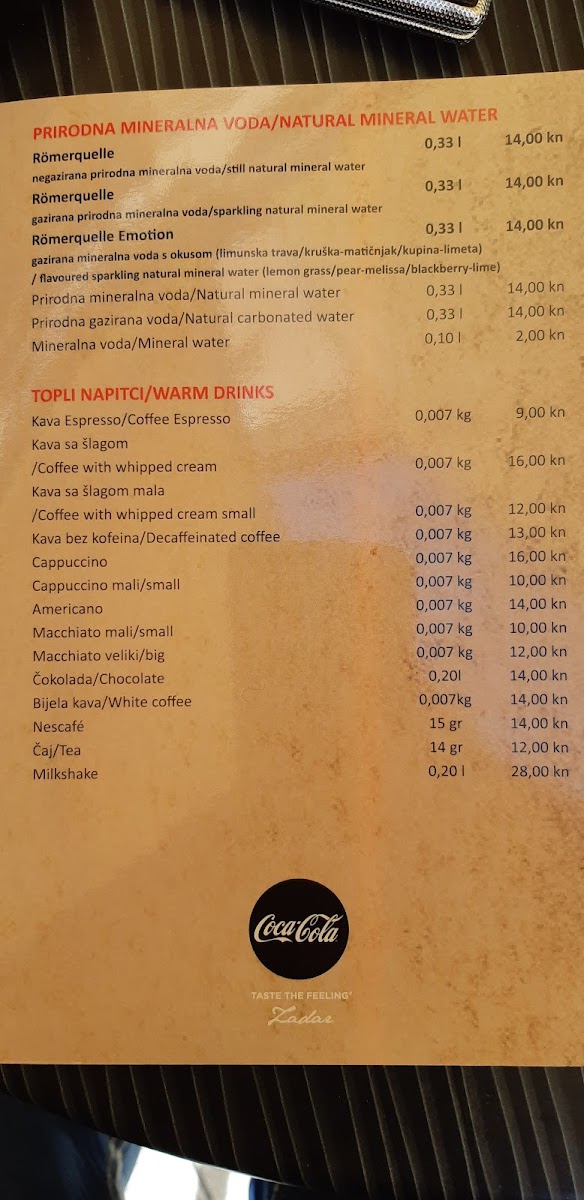 PRIRODNA MINERALNA VODA/NATURAL MINERAL WATER
Römerquelle 0,33 l 14,00 kn
negazirana prirodna mineralna voda/still natural mineral water
Römerquelle 0,33 l 14,00 kn
gazirana prirodna mineralna voda/sparkling natural mineral water
Römerquelle Emotion 0,33 l 14,00 kn
gazirana mineralna voda s okusom (limunska trava/kruška-matičnjak/kupina-limeta)
/ flavoured sparkling natural mineral water (lemon grass/pear-melissa/blackberry-lime)
Prirodna mineralna voda/Natural mineral water 0,33 l 14,00 kn
Prirodna gazirana voda/Natural carbonated water 0,33 l 14,00 kn
Mineralna voda/Mineral water 0,10 l 2,00 kn
TOPLI NAPITCI/WARM DRINKS
Kava Espresso/Coffee Espresso 0,007 kg 9,00 kn
Kava sa šlagom
/Coffee with whipped cream 0,007 kg 16,00 kn
Kava sa šlagom mala
/Coffee with whipped cream small 0,007 kg 12,00 kn
Kava bez kofeina/Decaffeinated coffee 0,007 kg 13,00 kn
Cappuccino 0,007 kg 16,00 kn
Cappuccino mali/small 0,007 kg 10,00 kn
Americano 0,007 kg 14,00 kn
Macchiato mali/small 0,007 kg 10,00 kn
Macchiato veliki/big 0,007 kg 12,00 kn
Čokolada/Chocolate 0,20l 14,00 kn
Bijela kava/White coffee 0,007kg 14,00 kn
Nescafé 15 gr 14,00 kn
Čaj/Tea 14 gr 12,00 kn
Milkshake 0,20 l 28,00 kn
Coca-Cola
TASTE THE FEELING
Zadar